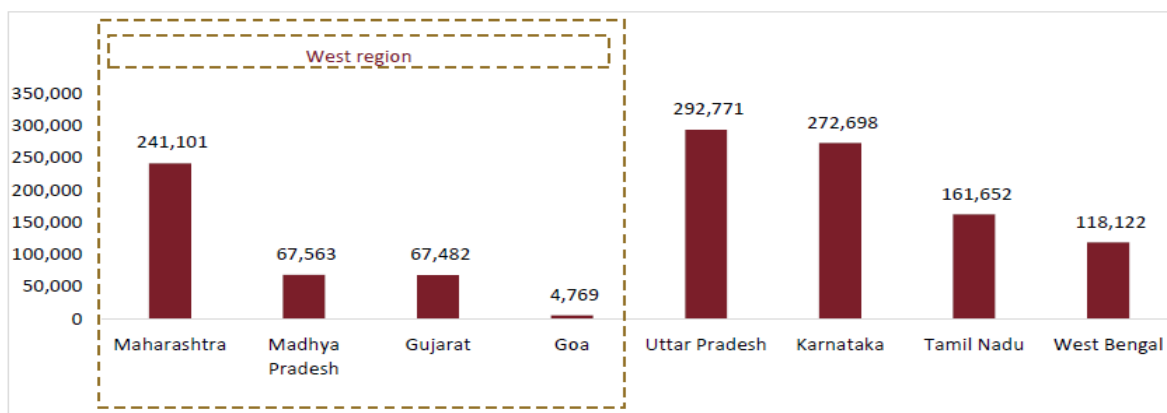 West region
350,000
300,000
250,000
200,000
150,000
100,000
50,000
0
241,101
67,563
67,482
4,769
292,771
272,698
161,652
118,122
Maharashtra
Madhya
Pradesh
Gujarat
Goa
Uttar Pradesh
Karnataka
Tamil Nadu
West Bengal